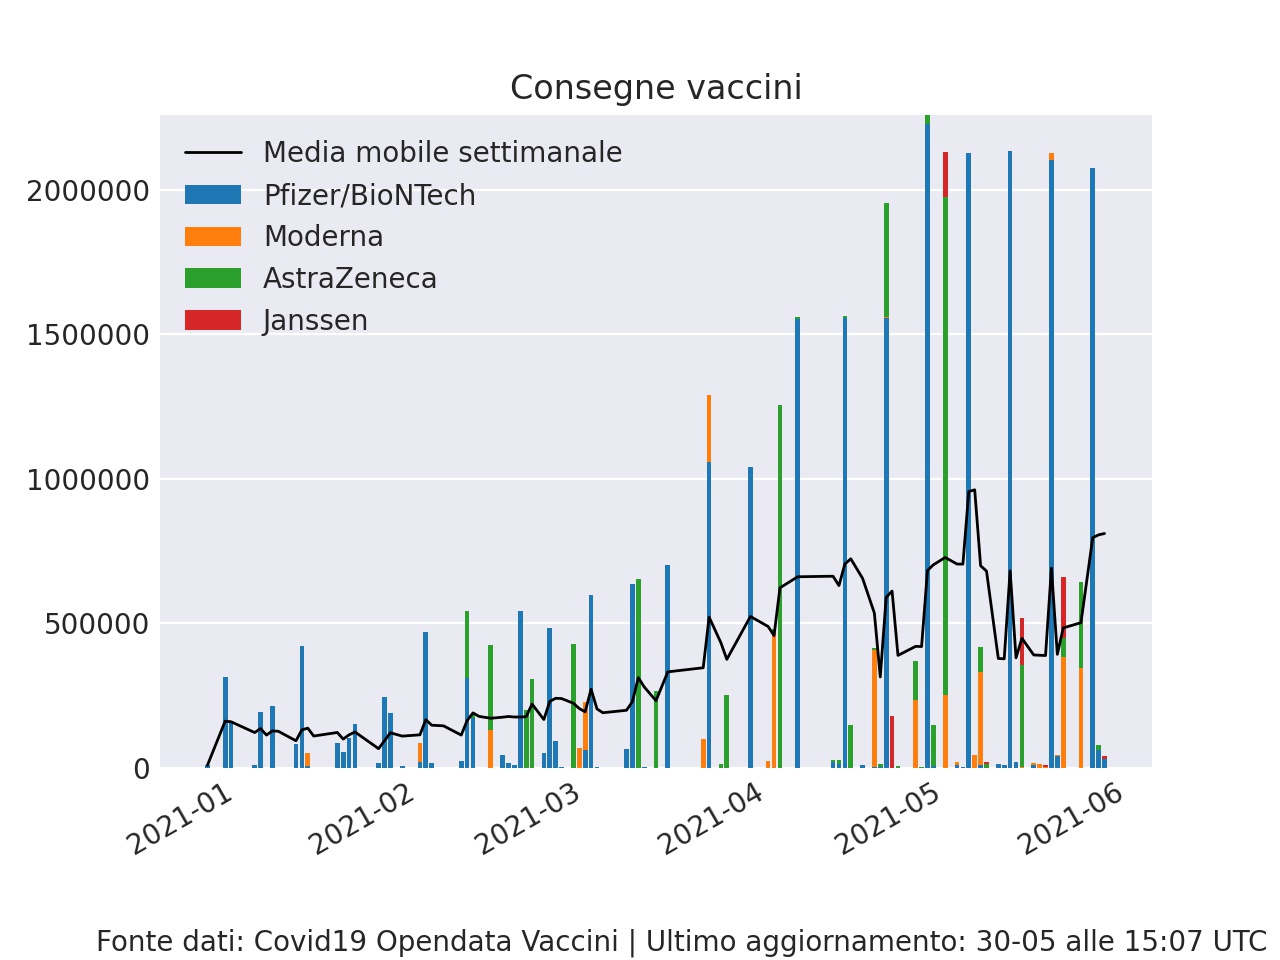 Consegne vaccini
Media mobile settimanale
Pfizer/BioNTech
Moderna
AstraZeneca
Janssen
2000000
1500000
1000000
500000
0
2021-01
2021-02
2021-03
2021-04
2021-05
2021-06
Fonte dati: Covid19 Opendata Vaccini | Ultimo aggiornamento: 30-05 alle 15:07 UTC